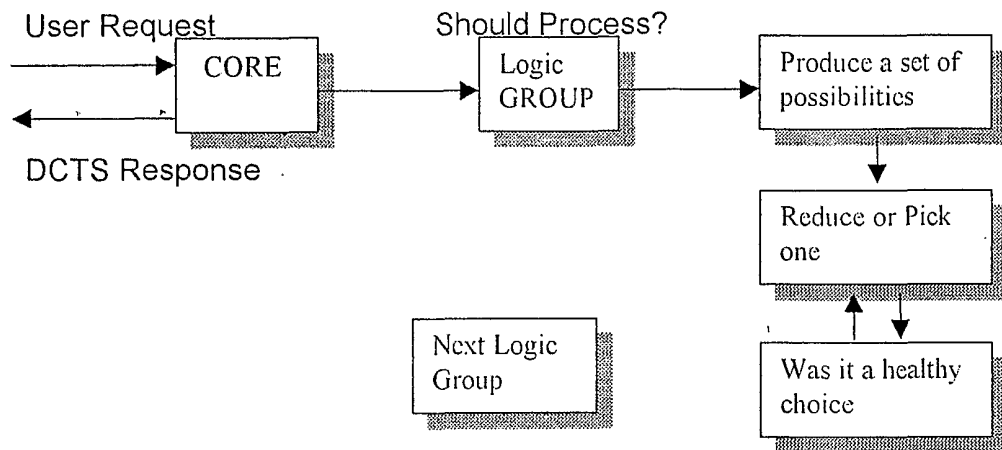 User Request
Should Process?
CORE
Logic
GROUP
Produce a set of
possibilities
DCTS Response
Reduce or Pick
one
Next Logic
Group
Was it a healthy
choice